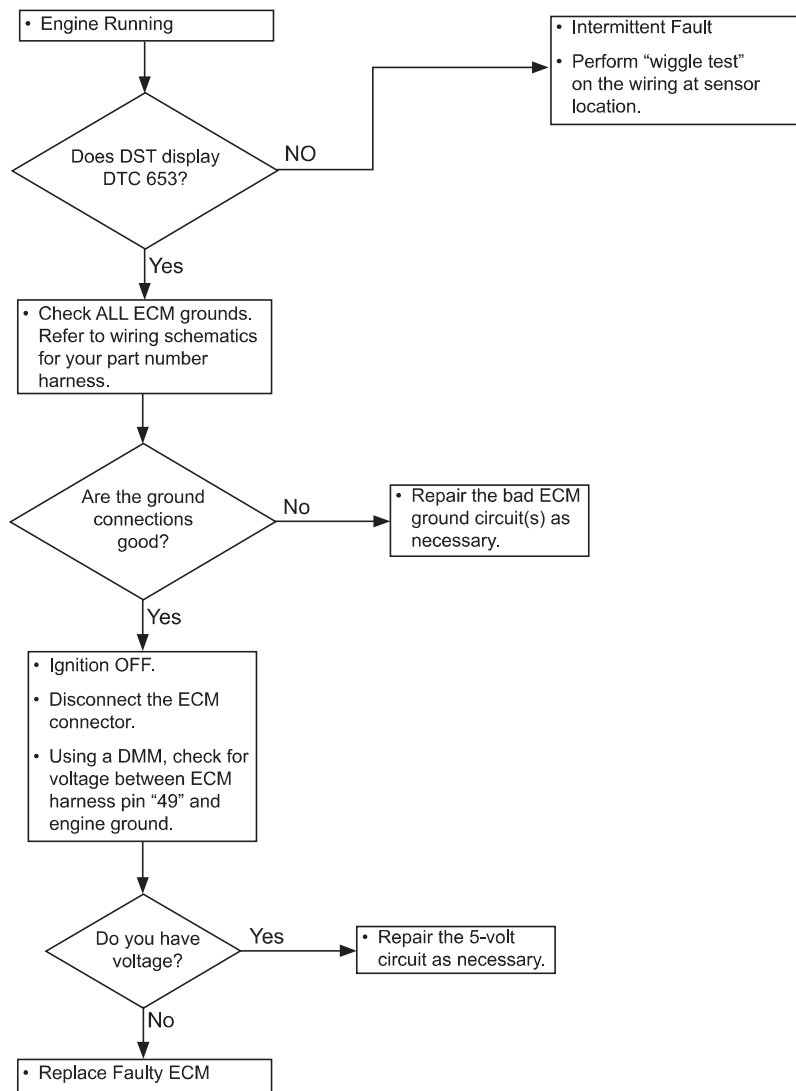 • Engine Running
• Intermittent Fault
• Perform “wiggle test”
on the wiring at sensor
location.
Does DST display
DTC 653?
NO
Yes
• Check ALL ECM grounds.
Refer to wiring schematics
for your part number
harness.
Are the ground
connections
good?
No
• Repair the bad ECM
ground circuit(s) as
necessary.
Yes
• Ignition OFF.
• Disconnect the ECM
connector.
• Using a DMM, check for
voltage between ECM
harness pin “49” and
engine ground.
Do you have
voltage?
Yes
• Repair the 5-volt
circuit as necessary.
No
• Replace Faulty ECM